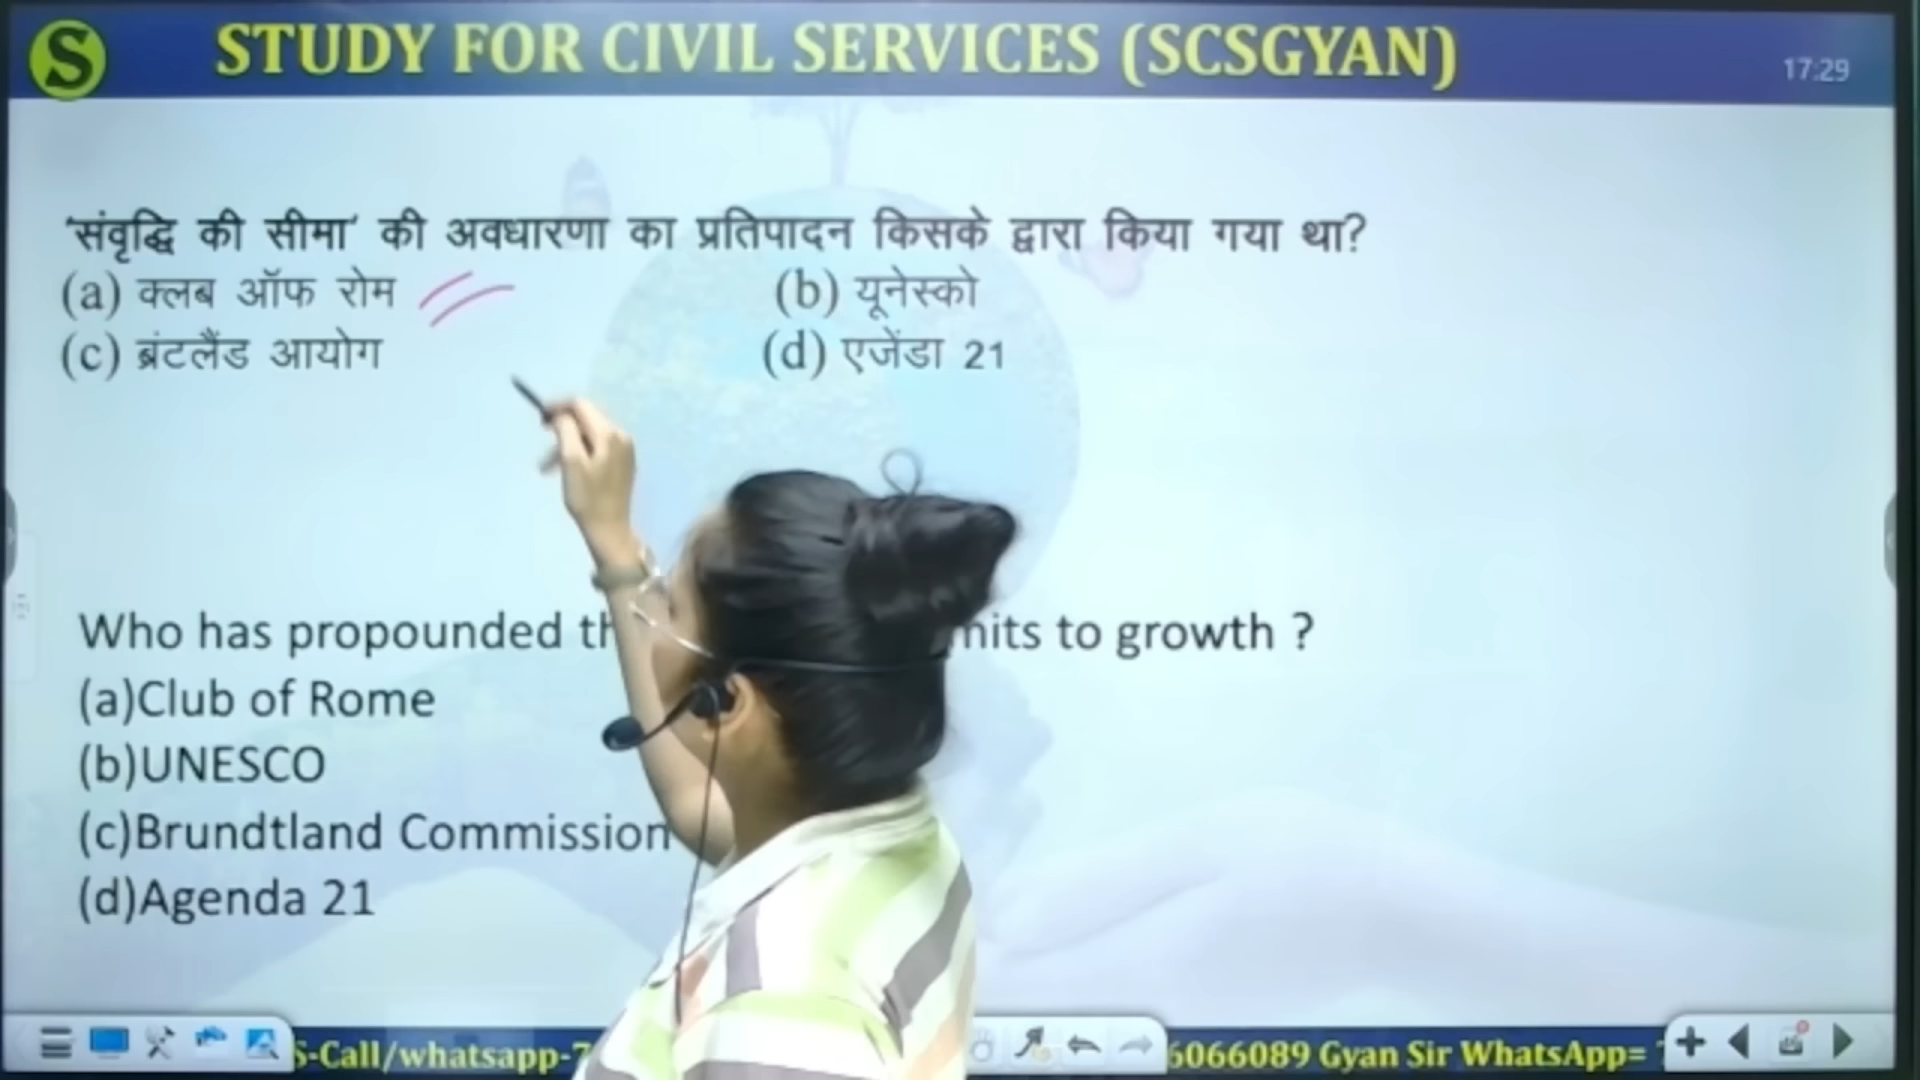 S STUDY FOR CIVIL SERVICES (SCSGYAN) 17:29
'संवृद्धि की सीमा' की अवधारणा का प्रतिपादन किसके द्वारा किया गया था?
(a) क्लब ऑफ रोम (b) यूनेस्को
(c) ब्रंटलैंड आयोग (d) एजेंडा 21
Who has propounded to growth ?
(a)Club of Rome
(b)UNESCO
(c)Brundtland Commission
(d)Agenda 21
S-Call/whatsapp-7 6066089 Gyan Sir WhatsApp=